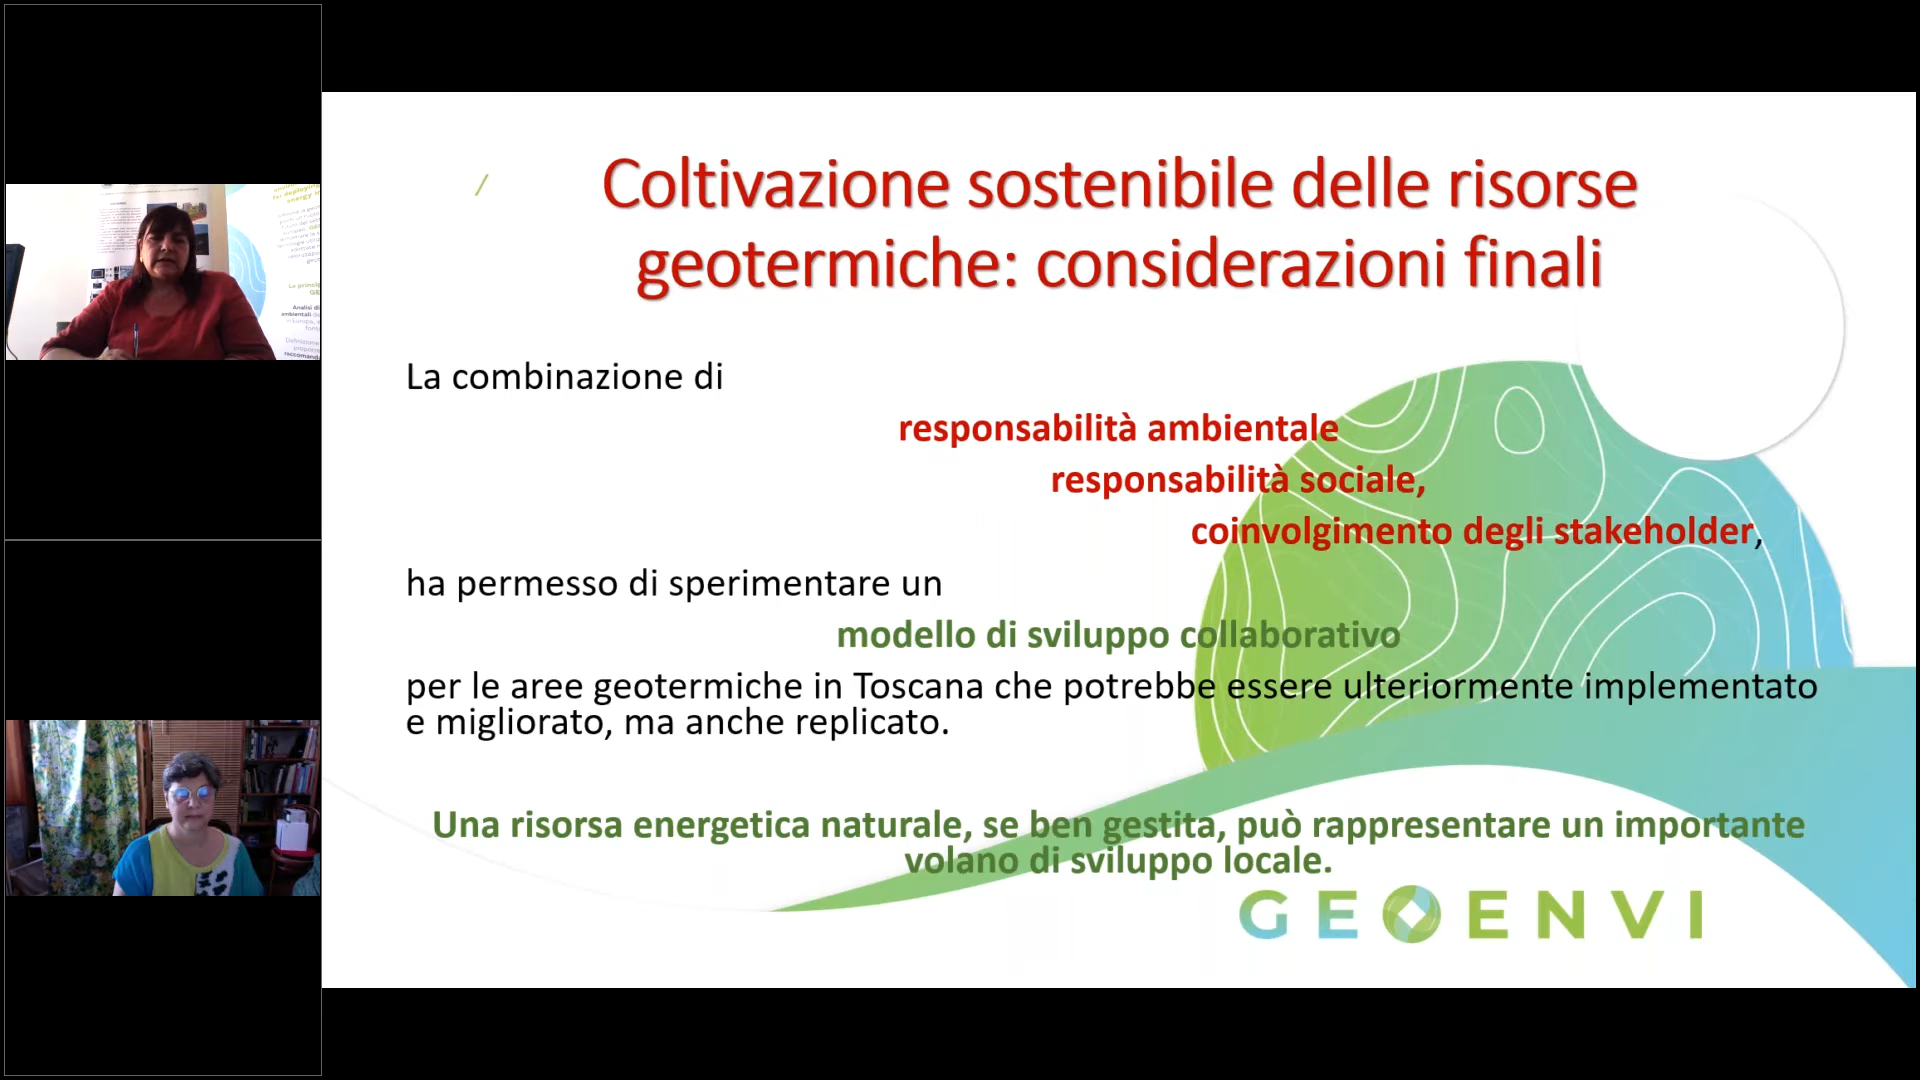 Coltivazione sostenibile delle risorse
geotermiche: considerazioni finali
La combinazione di
responsabilità ambientale
responsabilità sociale,
coinvolgimento degli stakeholder,
ha permesso di sperimentare un
modello di sviluppo collaborativo
per le aree geotermiche in Toscana che potrebbe essere ulteriormente implementato
e migliorato, ma anche replicato.
Una risorsa energetica naturale, se ben gestita, può rappresentare un importante
volano di sviluppo locale.
GEOENVI